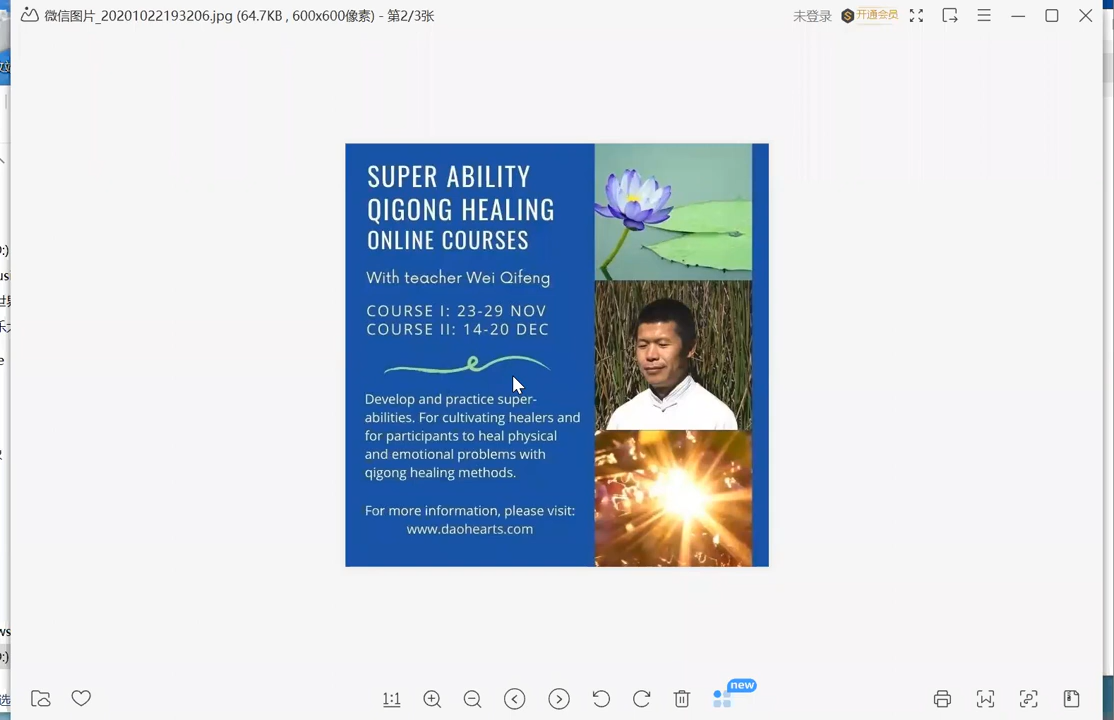 微信图片_20201022193206.jpg (64.7KB , 600x600像素) - 第2/3张
未登录
开通会员
SUPER ABILITY
QIGONG HEALING
ONLINE COURSES
With teacher Wei Qifeng
COURSE I: 23-29 NOV
COURSE II: 14-20 DEC
Develop and practice super-
abilities. For cultivating healers and
for participants to heal physical
and emotional problems with
qigong healing methods.
For more information, please visit:
www.daohearts.com
1:1
new